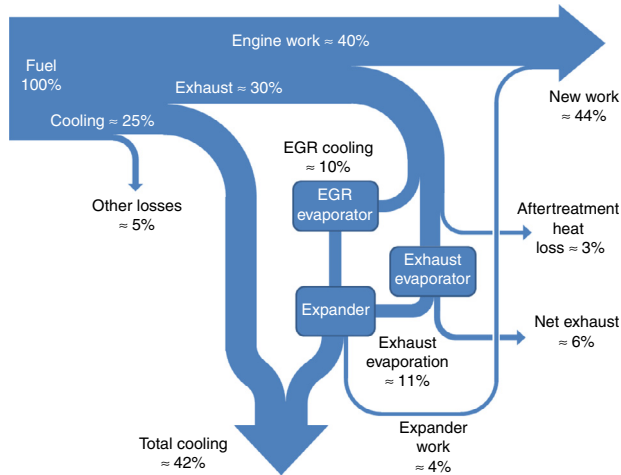 Engine work ≈ 40%
Fuel
100%
Exhaust ≈ 30%
New work
≈ 44%
Cooling ≈ 25%
EGR cooling
≈ 10%
EGR
evaporator
Other losses
≈ 5%
Aftertreatment
heat
loss ≈ 3%
Exhaust
evaporator
Expander
Net exhaust
≈ 6%
Exhaust
evaporation
≈ 11%
Total cooling
≈ 42%
Expander
work
≈ 4%